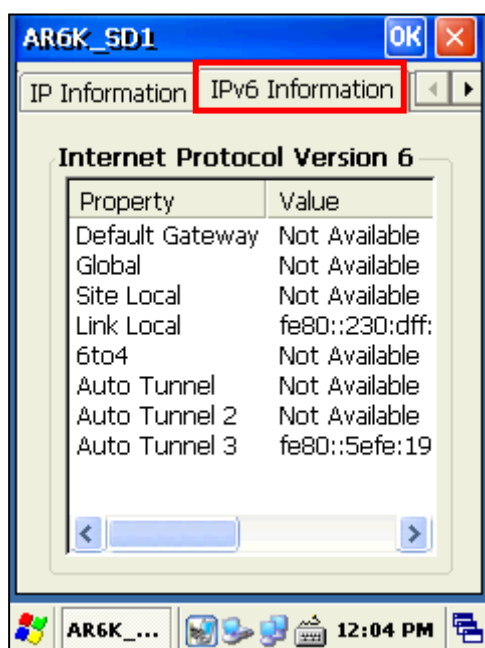 AR6K_SD1 OK
IP Information IPv6 Information
Internet Protocol Version 6
Property Value
Default Gateway Not Available
Global Not Available
Site Local Not Available
Link Local fe80::230:dff:
6to4 Not Available
Auto Tunnel Not Available
Auto Tunnel 2 Not Available
Auto Tunnel 3 fe80::5efe:19
AR6K_... 12:04 PM